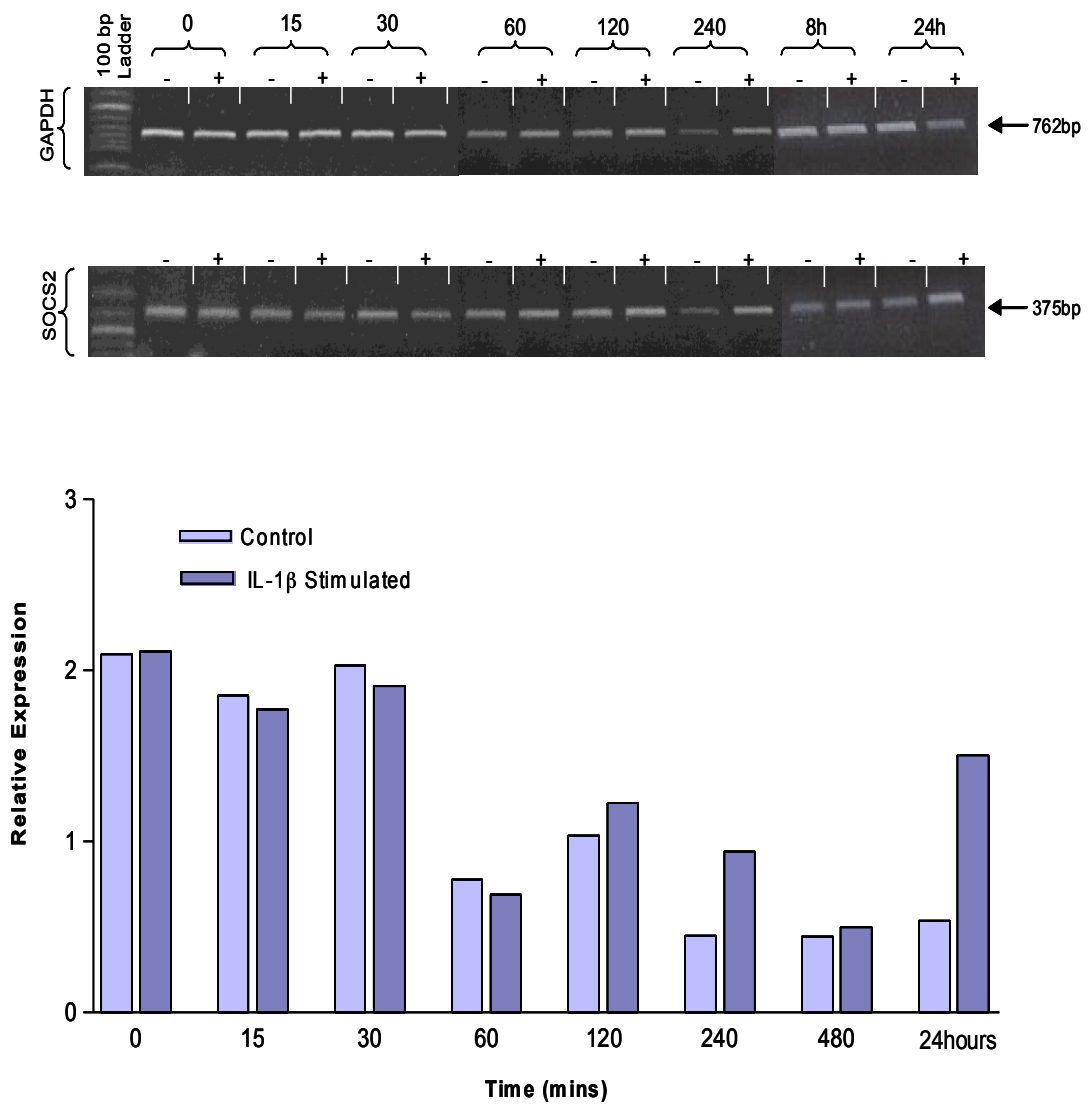 100 bp
Ladder
0 15 30 60 120 240 8h 24h
- + - + - + - + - + - + - + - +
GAPDH
762bp
- + - + - + - + - + - + - + - +
SOCS2
375bp
3
2
1
0
Control
IL-1β Stimulated
Relative Expression
0 15 30 60 120 240 480 24hours
Time (mins)